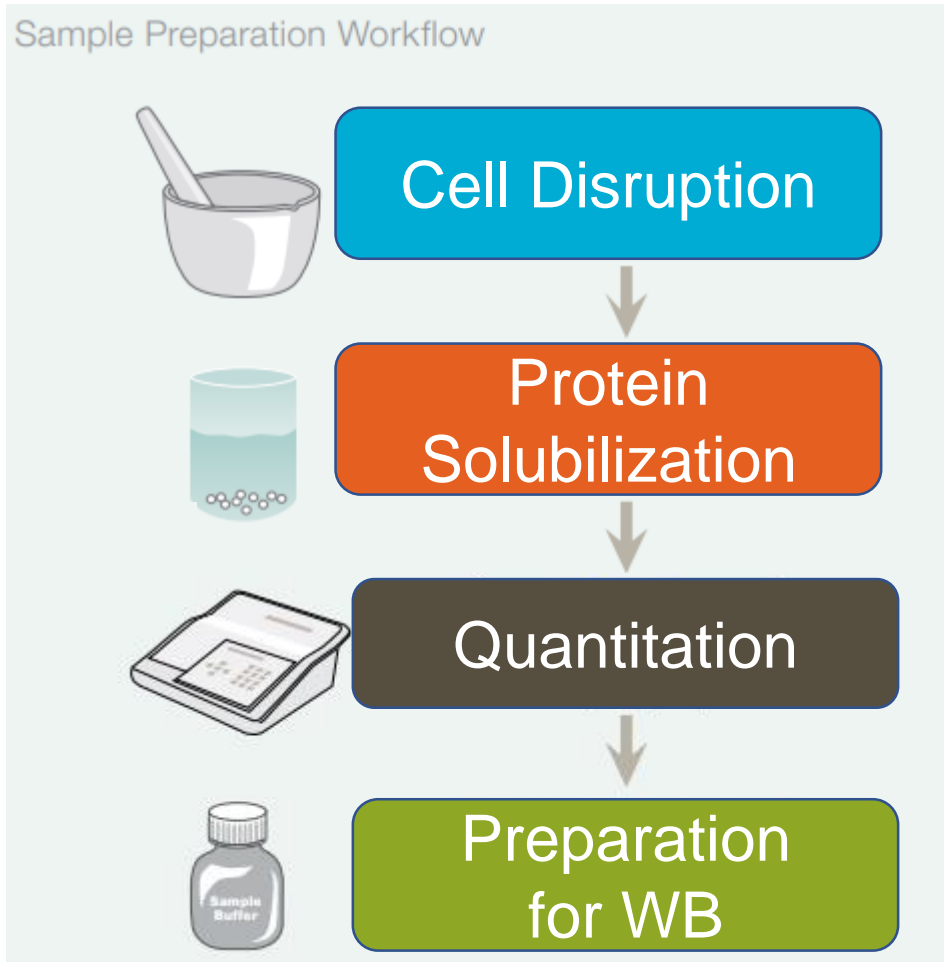 Sample Preparation Workflow
Cell Disruption
Protein
Solubilization
Quantitation
Sample
Buffer
Preparation
for WB